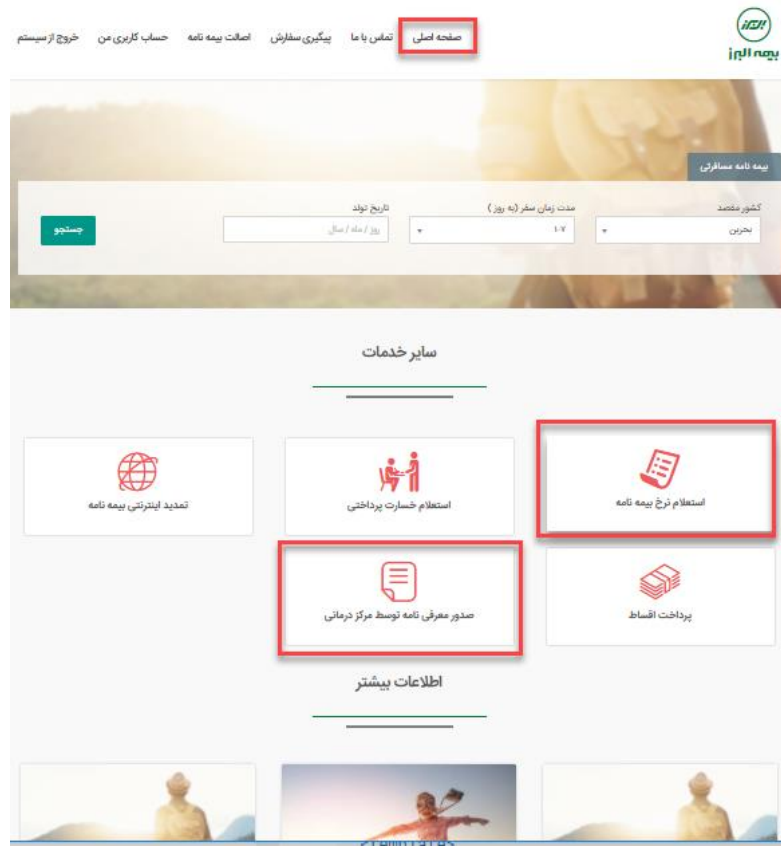 بیمه البرز
صفحه اصلی تماس با ما پیگیری سفارش اصالت بیمه نامه حساب کاربری من خروج از سیستم
بیمه نامه مسافرتی
کشور مقصد مدت زمان سفر (به روز ) تاریخ تولد
بحرین ۱-۷ روز / ماه / سال جستجو
سایر خدمات
استعلام نرخ بیمه نامه استعلام خسارت پرداختی تمدید اینترنتی بیمه نامه
پرداخت اقساط صدور معرفی نامه توسط مرکز درمانی
اطلاعات بیشتر